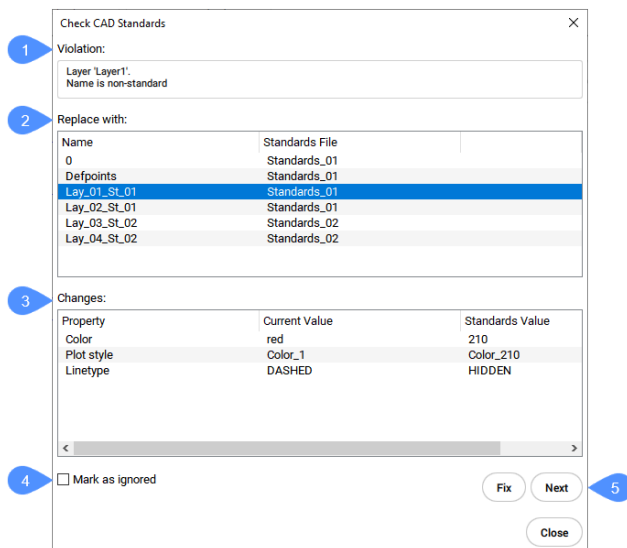 Check CAD Standards
1
Violation:
Layer 'Layer1'.
Name is non-standard
2
Replace with:
Name Standards File
0 Standards_01
Defpoints Standards_01
Lay_01_St_01 Standards_01
Lay_02_St_01 Standards_01
Lay_03_St_02 Standards_02
Lay_04_St_02 Standards_02
3
Changes:
Property Current Value Standards Value
Color red 210
Plot style Color_1 Color_210
Linetype DASHED HIDDEN
4
Mark as ignored
Fix Next
5
Close